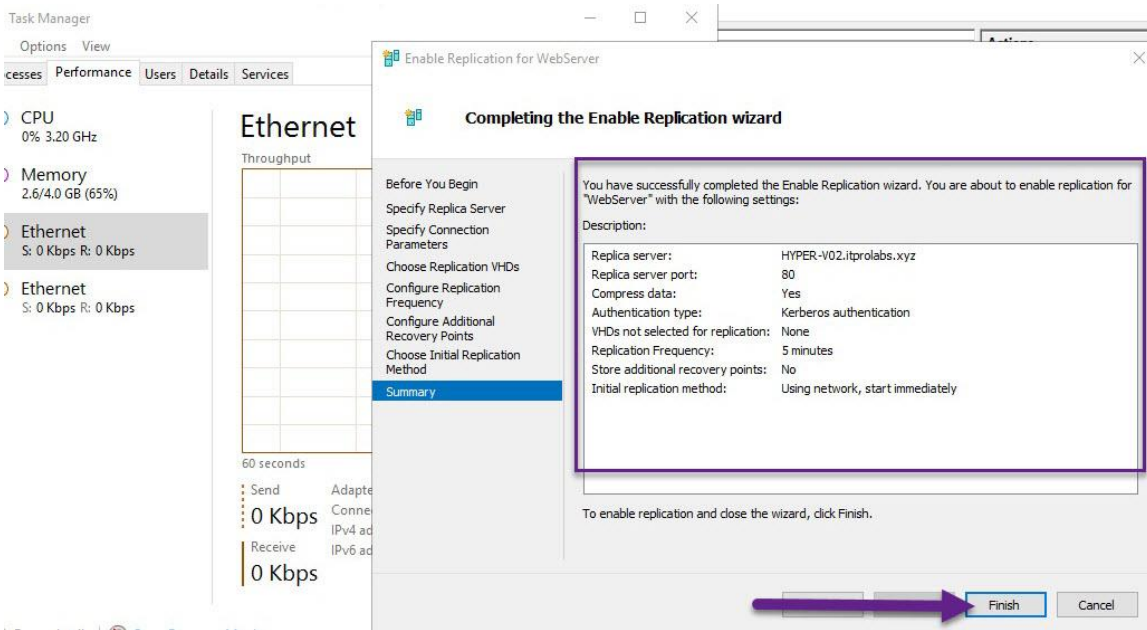 Task Manager
Options View
Performance Users Details Services
CPU
0% 3.20 GHz
Memory
2.6/4.0 GB (65%)
Ethernet
S: 0 Kbps R: 0 Kbps
Ethernet
S: 0 Kbps R: 0 Kbps
Ethernet
Throughput
60 seconds
Send
0 Kbps
Receive
0 Kbps
IPv4
IPv6
Enable Replication for WebServer
Completing the Enable Replication wizard
Before You Begin
Specify Replica Server
Specify Connection
Parameters
Choose Replication VHDs
Configure Replication
Frequency
Configure Additional
Recovery Points
Choose Initial Replication
Method
Summary
You have successfully completed the Enable Replication wizard. You are about to enable replication for
"WebServer" with the following settings:
Description:
Replica server: HYPER-V02.itprolabs.xyz
Replica server port: 80
Compress data: Yes
Authentication type: Kerberos authentication
VHDs not selected for replication: None
Replication Frequency: 5 minutes
Store additional recovery points: No
Initial replication method: Using network, start immediately
To enable replication and close the wizard, click Finish.
Finish Cancel